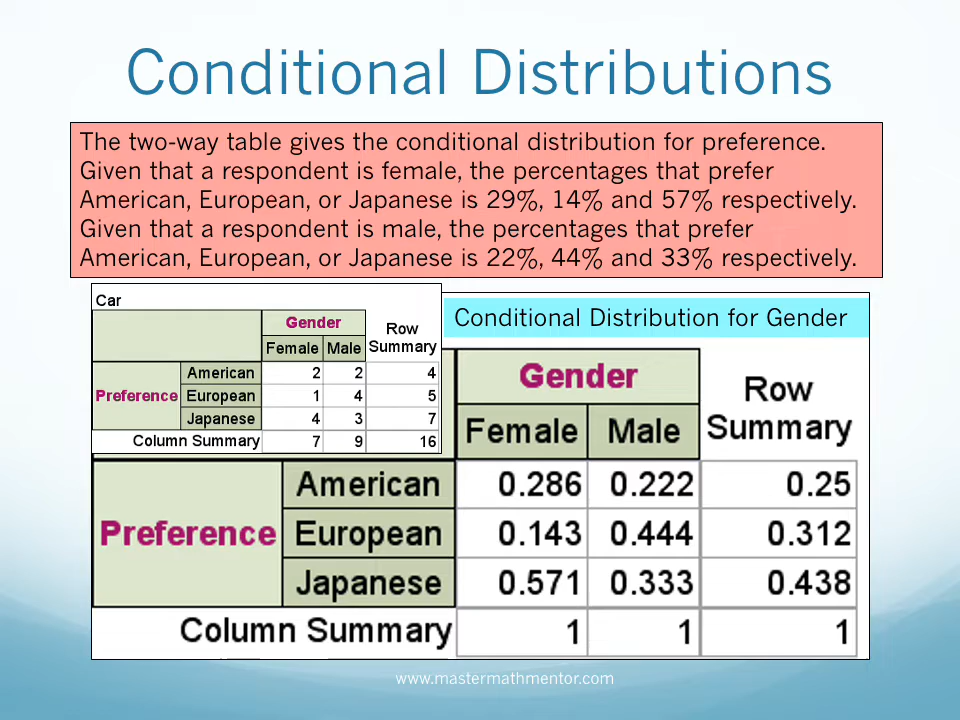 Conditional Distributions
The two-way table gives the conditional distribution for preference.
Given that a respondent is female, the percentages that prefer
American, European, or Japanese is 29%, 14% and 57% respectively.
Given that a respondent is male, the percentages that prefer
American, European, or Japanese is 22%, 44% and 33% respectively.
Car
Gender Row
Female Male Summary
American 2 2 4
Preference European 1 4 5
Japanese 4 3 7
Column Summary 7 9 16
Conditional Distribution for Gender
Gender Row
Female Male Summary
American 0.286 0.222 0.25
Preference European 0.143 0.444 0.312
Japanese 0.571 0.333 0.438
Column Summary 1 1 1
www.mastermathmentor.com